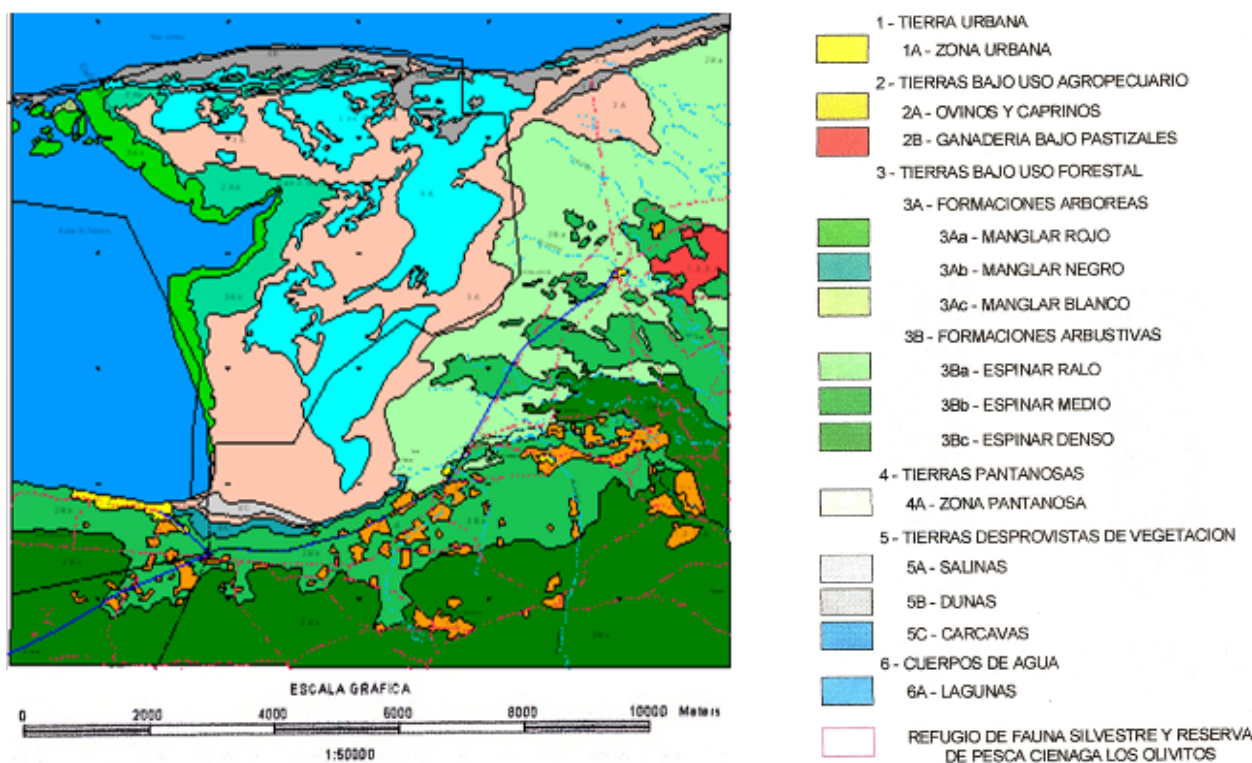 1 - TIERRA URBANA
1A - ZONA URBANA
2 - TIERRAS BAJO USO AGROPECUARIO
2A - OVINOS Y CAPRINOS
2B - GANADERIA BAJO PASTIZALES
3 - TIERRAS BAJO USO FORESTAL
3A - FORMACIONES ARBOREAS
3Aa - MANGLAR ROJO
3Ab - MANGLAR NEGRO
3Ac - MANGLAR BLANCO
3B - FORMACIONES ARBUSTIVAS
3Ba - ESPINAR RALO
3Bb - ESPINAR MEDIO
3Bc - ESPINAR DENSO
4 - TIERRAS PANTANOSAS
4A - ZONA PANTANOSA
5 - TIERRAS DESPROVISTAS DE VEGETACION
5A - SALINAS
5B - DUNAS
5C - CARCAVAS
6 - CUERPOS DE AGUA
6A - LAGUNAS
REFUGIO DE FAUNA SILVESTRE Y RESERVA
DE PESCA CIENAGA LOS OLIVITOS
ESCALA GRAFICA
0 2000 4000 6000 8000 10000 Meters
1:50000